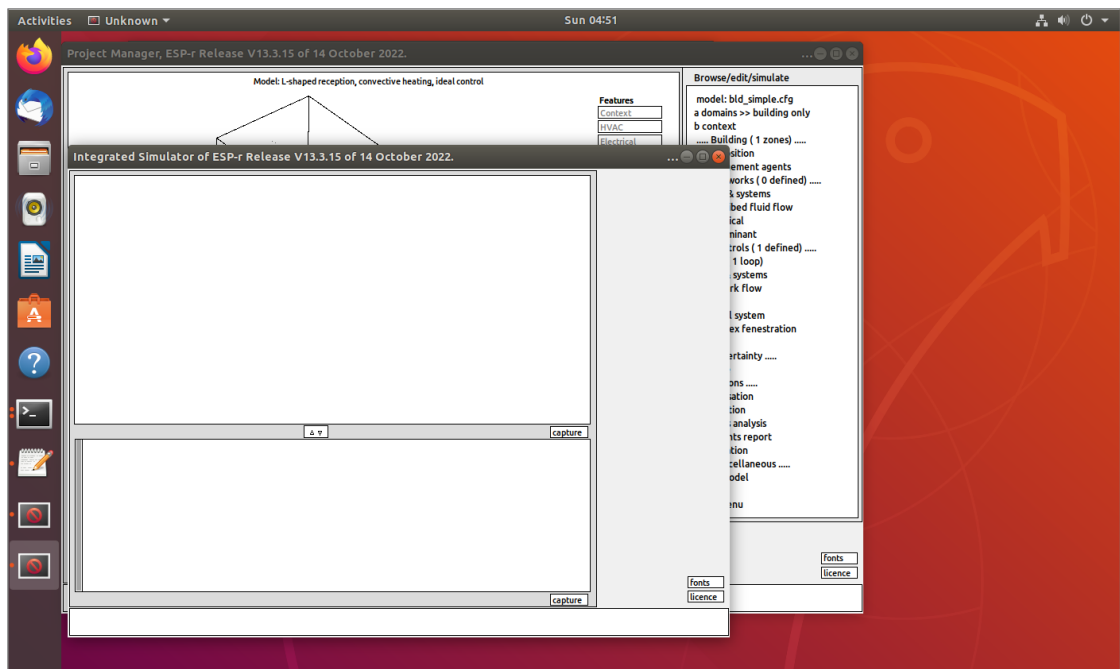 Activities Unknown Sun 04:51
Project Manager, ESP-r Release V13.3.15 of 14 October 2022. ...
Model: L-shaped reception, convective heating, ideal control
Features
Context
HVAC
Electrical
Browse/edit/simulate
model: bld_simple.cfg
a domains >> building only
b context
..... Building ( 1 zones) .....
sition
ement agents
works ( 0 defined) .....
& systems
bed fluid flow
ical
minant
trols ( 1 defined) .....
1 loop)
systems
rk flow
l system
ex fenestration
ertainty .....
ons .....
sation
tion
analysis
nts report
tion
cellaneous .....
odel
enu
fonts
licence
Integrated Simulator of ESP-r Release V13.3.15 of 14 October 2022. ...
capture
capture
fonts
licence